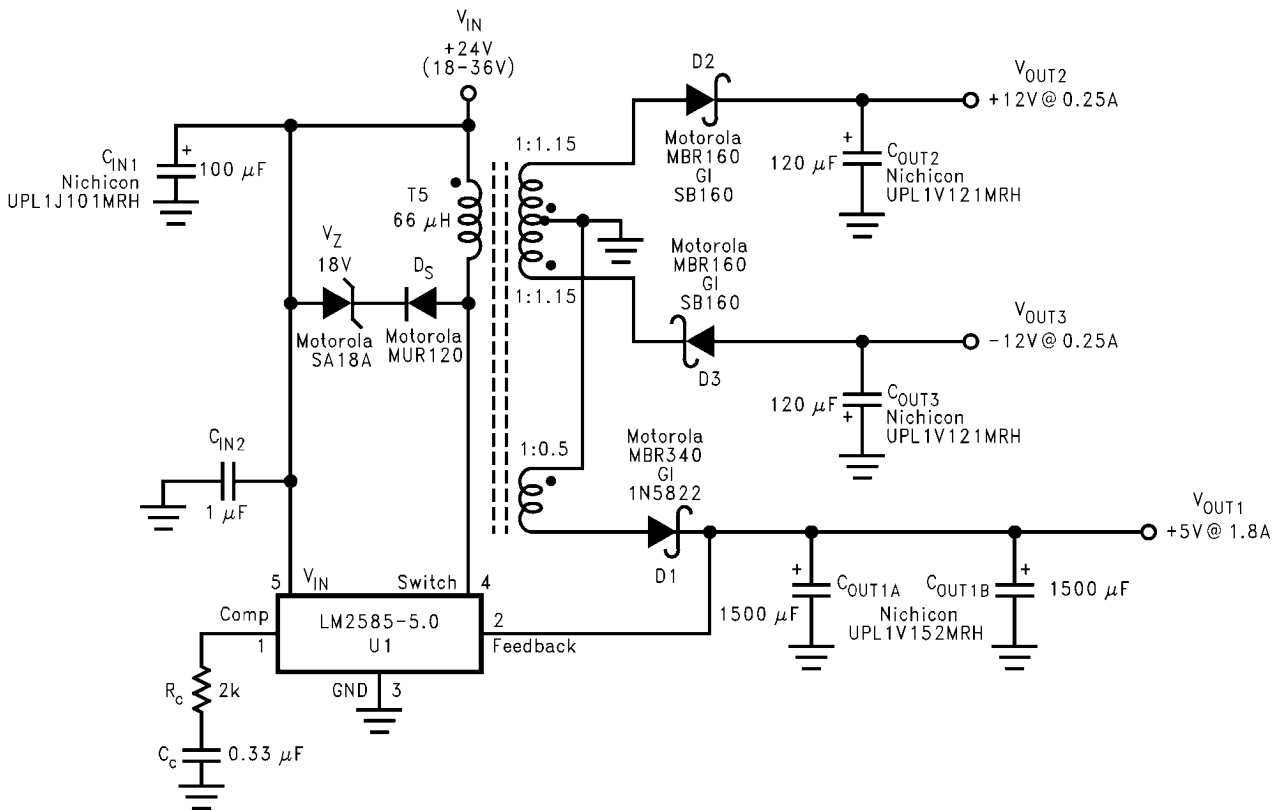 V_IN
+24V
(18-36V)
C_IN1
Nichicon
UPL1J101MRH
+
100 μF
T5
66 μH
1:1.15
1:1.15
D2
Motorola
MBR160
GI
SB160
V_OUT2
+12V@ 0.25A
+
120 μF
C_OUT2
Nichicon
UPL1V121MRH
V_Z
18V
Motorola
SA18A
D_S
Motorola
MUR120
Motorola
MBR160
GI
SB160
D3
V_OUT3
-12V@ 0.25A
120 μF
+
C_OUT3
Nichicon
UPL1V121MRH
C_IN2
1 μF
1:0.5
Motorola
MBR340
GI
1N5822
D1
V_OUT1
+5V@ 1.8A
+
1500 μF
C_OUT1A
C_OUT1B
Nichicon
UPL1V152MRH
+
1500 μF
5
V_IN
Switch
4
Comp
1
LM2585-5.0
U1
2
Feedback
GND
3
R_c
2k
C_c
0.33 μF